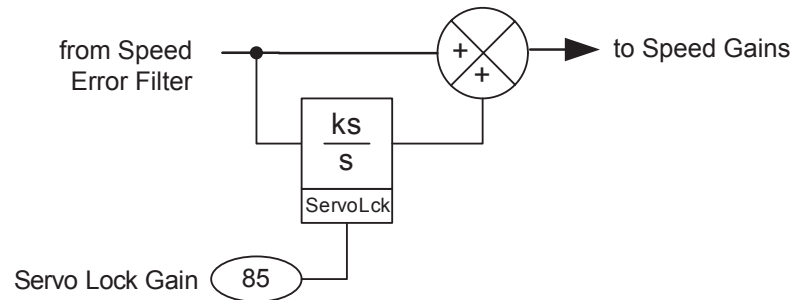 from Speed
Error Filter
+
+
to Speed Gains
ks
s
ServoLck
Servo Lock Gain
85